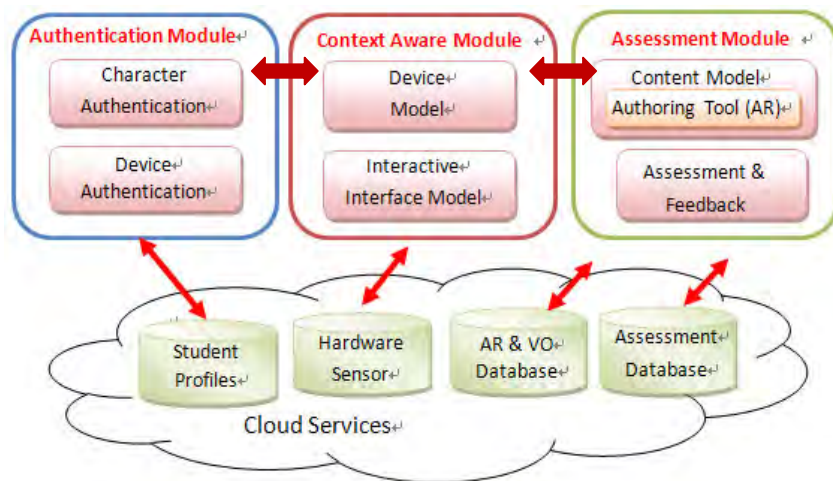 Authentication Module
Character
Authentication
Device
Authentication
Context Aware Module
Device
Model
Interactive
Interface Model
Assessment Module
Content Model
Authoring Tool (AR)
Assessment &
Feedback
Student
Profiles
Hardware
Sensor
AR & VO
Database
Assessment
Database
Cloud Services